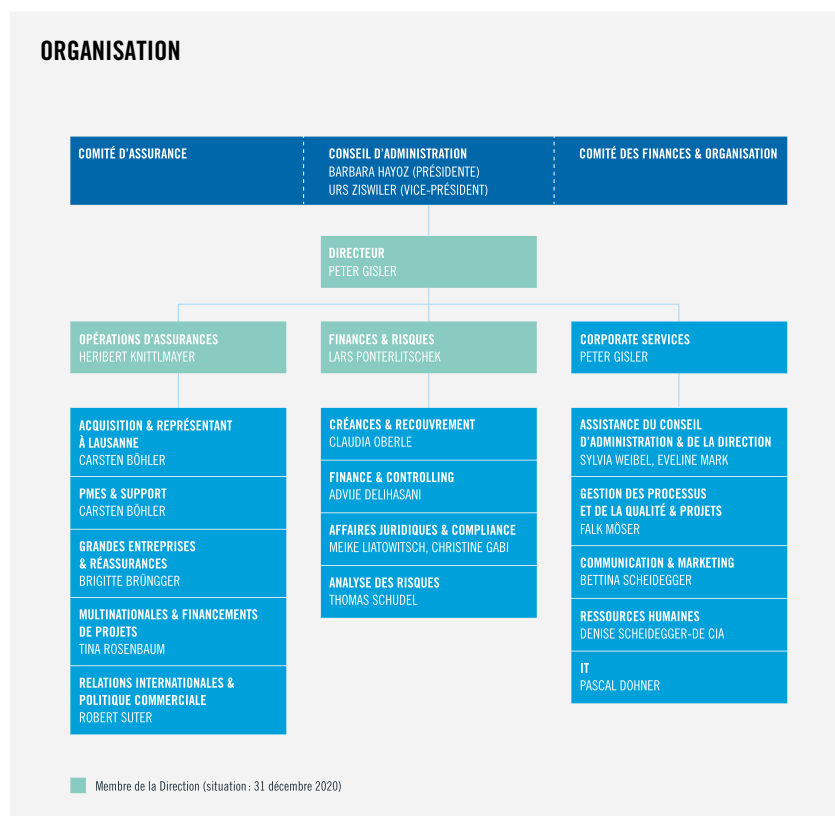 ORGANISATION
COMITÉ D'ASSURANCE
CONSEIL D'ADMINISTRATION
BARBARA HAYOZ (PRÉSIDENTE)
URS ZISWILER (VICE-PRÉSIDENT)
COMITÉ DES FINANCES & ORGANISATION
DIRECTEUR
PETER GISLER
OPÉRATIONS D'ASSURANCES
HERIBERT KNITTLMAYER
FINANCES & RISQUES
LARS PONTERLITSCHEK
CORPORATE SERVICES
PETER GISLER
ACQUISITION & REPRÉSENTANT
À LAUSANNE
CARSTEN BÖHLER
PMES & SUPPORT
CARSTEN BÖHLER
GRANDES ENTREPRISES
& RÉASSURANCES
BRIGITTE BRÜNGGER
MULTINATIONALES & FINANCEMENTS
DE PROJETS
TINA ROSENBAUM
RELATIONS INTERNATIONALES &
POLITIQUE COMMERCIALE
ROBERT SUTER
CRÉANCES & RECOUVREMENT
CLAUDIA OBERLE
FINANCE & CONTROLLING
ADVIJE DELIHASANI
AFFAIRES JURIDIQUES & COMPLIANCE
MEIKE LIATOWITSCH, CHRISTINE GABI
ANALYSE DES RISQUES
THOMAS SCHUDEL
ASSISTANCE DU CONSEIL
D'ADMINISTRATION & DE LA DIRECTION
SYLVIA WEIBEL, EVELINE MARK
GESTION DES PROCESSUS
ET DE LA QUALITÉ & PROJETS
FALK MÖSER
COMMUNICATION & MARKETING
BETTINA SCHEIDEGGER
RESSOURCES HUMAINES
DENISE SCHEIDEGGER-DE CIA
IT
PASCAL DOHNER
Membre de la Direction (situation : 31 décembre 2020)